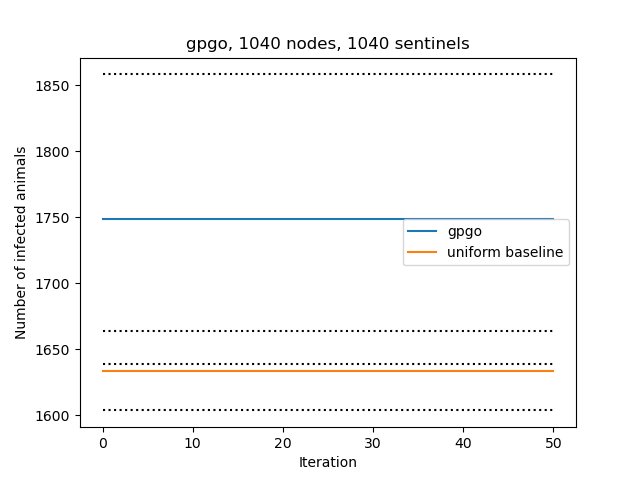 gpgo, 1040 nodes, 1040 sentinels
Number of infected animals
1850
1800
1750
1700
1650
1600
gpgo
uniform baseline
0 10 20 30 40 50
Iteration